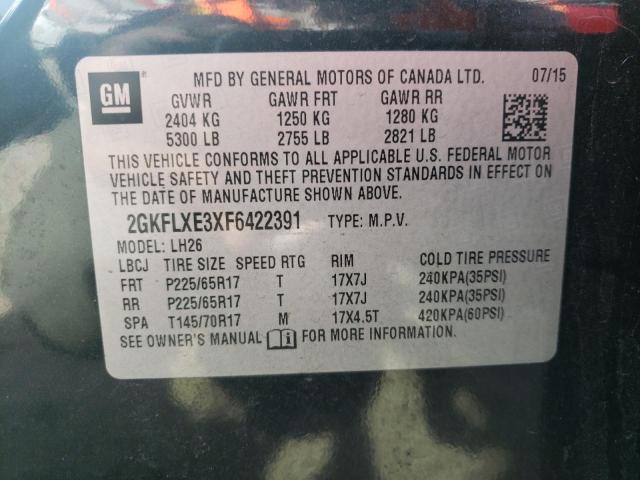 GM
MFD BY GENERAL MOTORS OF CANADA LTD. 07/15
GVWR GAWR FRT GAWR RR
2404 KG 1250 KG 1280 KG
5300 LB 2755 LB 2821 LB
THIS VEHICLE CONFORMS TO ALL APPLICABLE U.S. FEDERAL MOTOR
VEHICLE SAFETY AND THEFT PREVENTION STANDARDS IN EFFECT ON
THE DATE OF MANUFACTURE SHOWN ABOVE.
2GKFLXE3XF6422391 TYPE: M.P.V.
MODEL: LH26
LBCJ TIRE SIZE SPEED RTG RIM COLD TIRE PRESSURE
FRT P225/65R17 T 17X7J 240KPA(35PSI)
RR P225/65R17 T 17X7J 240KPA(35PSI)
SPA T145/70R17 M 17X4.5T 420KPA(60PSI)
SEE OWNER'S MANUAL FOR MORE INFORMATION.